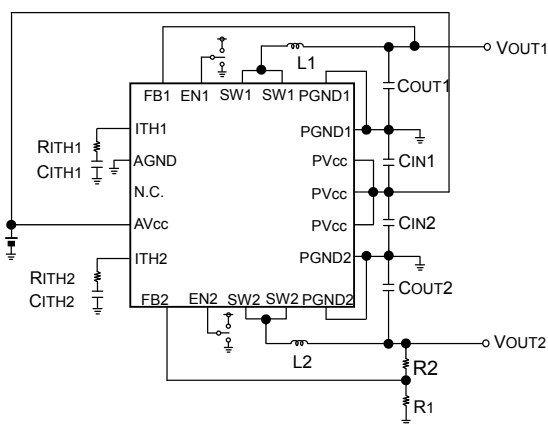 VOUT1
L1
FB1 EN1 SW1 SW1 PGND1
COUT1
ITH1 PGND1
RITH1
CITH1
AGND PVcc CIN1
N.C. PVcc
AVcc PVcc CIN2
ITH2 PGND2
RITH2
CITH2
COUT2
FB2 EN2 SW2 SW2 PGND2
L2
VOUT2
R2
R1